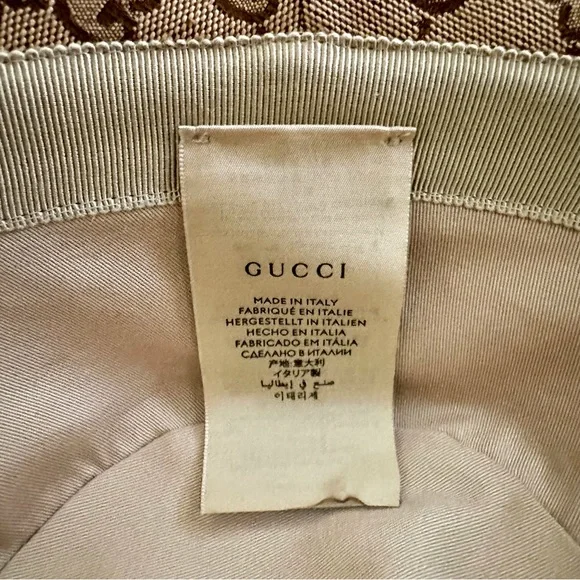 GUCCI
MADE IN ITALY
FABRIQUÉ EN ITALIE
HERGESTELLT IN ITALIEN
HECHO EN ITALIA
FABRICADO EM ITÁLIA
СДЕЛАНО В ИТАЛИИ
产地:意大利
イタリア製
صنع في إيطاليا
이태리제